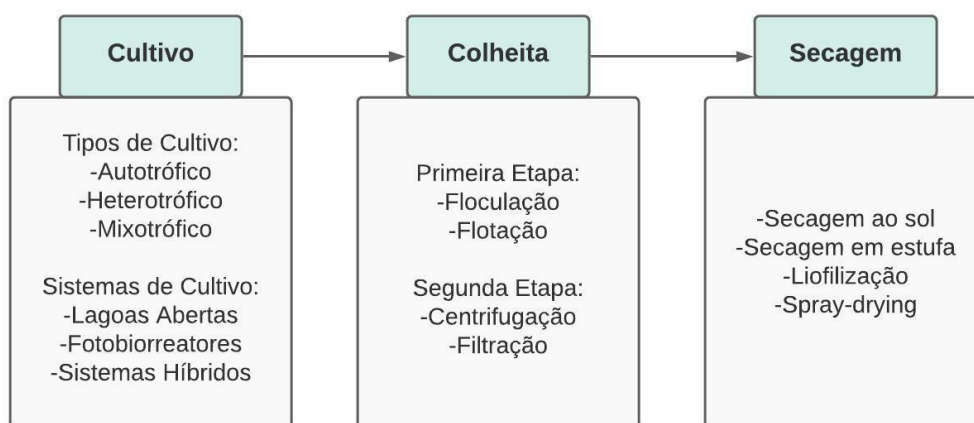 Cultivo
Tipos de Cultivo:
-Autotrófico
-Heterotrófico
-Mixotrófico
Sistemas de Cultivo:
-Lagoas Abertas
-Fotobiorreatores
-Sistemas Híbridos
Colheita
Primeira Etapa:
-Floculação
-Flotação
Segunda Etapa:
-Centrifugação
-Filtração
Secagem
-Secagem ao sol
-Secagem em estufa
-Liofilização
-Spray-drying